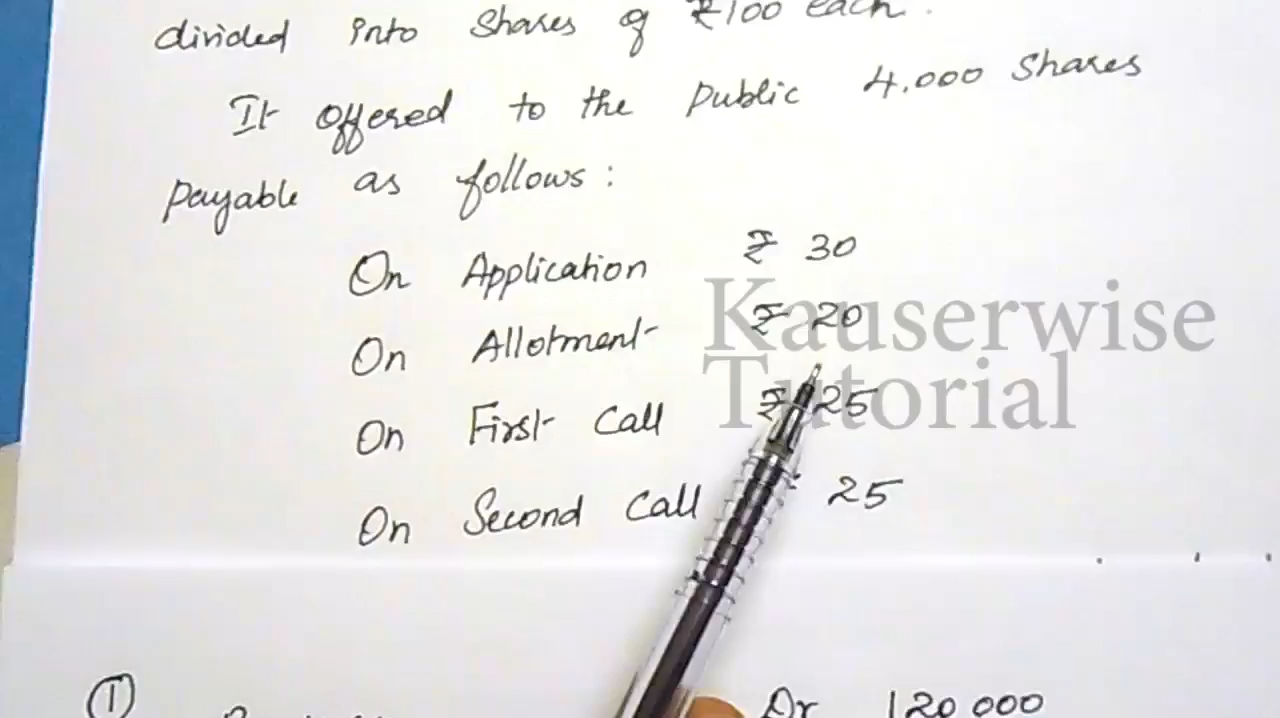 divided into shares of ₹100 each.
It offered to the public 4,000 shares
payable as follows:
On Application ₹ 30
On Allotment ₹ 20
On First Call ₹ 25
On Second Call 25
Kauserwise
Tutorial
① Dr 120,000